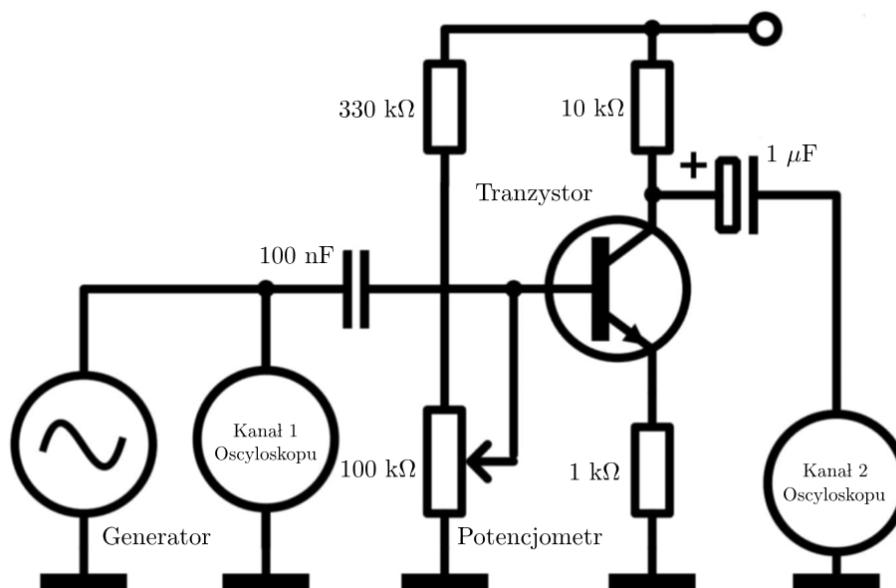 330 kΩ
10 kΩ
1 μF
+
Tranzystor
100 nF
Kanał 1
Oscyloskopu
100 kΩ
1 kΩ
Kanał 2
Oscyloskopu
Generator
Potencjometr